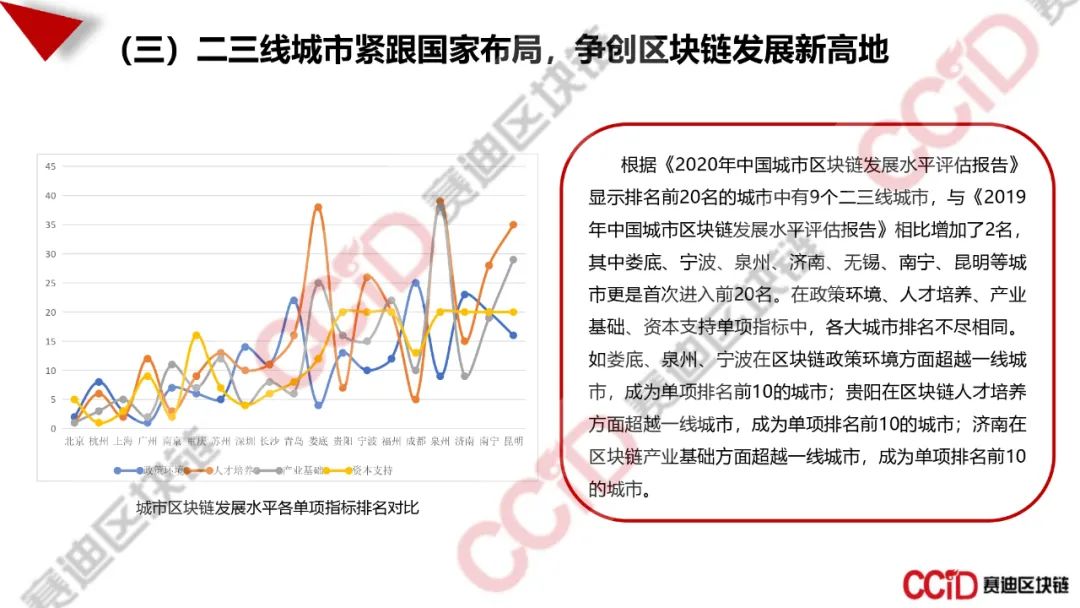 （三）二三线城市紧跟国家布局，争创区块链发展新高地
45
40
35
30
25
20
15
10
5
0
北京 杭州 上海 广州 南京 重庆 苏州 深圳 长沙 青岛 娄底 贵阳 宁波 福州 成都 泉州 济南 南宁 昆明
政策环境 人才培养 产业基础 资本支持
城市区块链发展水平各单项指标排名对比
根据《2020年中国城市区块链发展水平评估报告》
显示排名前20名的城市中有9个二三线城市，与《2019
年中国城市区块链发展水平评估报告》相比增加了2名，
其中娄底、宁波、泉州、济南、无锡、南宁、昆明等城
市更是首次进入前20名。在政策环境、人才培养、产业
基础、资本支持单项指标中，各大城市排名不尽相同。
如娄底、泉州、宁波在区块链政策环境方面超越一线城
市，成为单项排名前10的城市；贵阳在区块链人才培养
方面超越一线城市，成为单项排名前10的城市；济南在
区块链产业基础方面超越一线城市，成为单项排名前10
的城市。
CCiD 赛迪区块链
CCiD 赛迪区块链
CCiD 赛迪区块链
CCiD 赛迪区块链